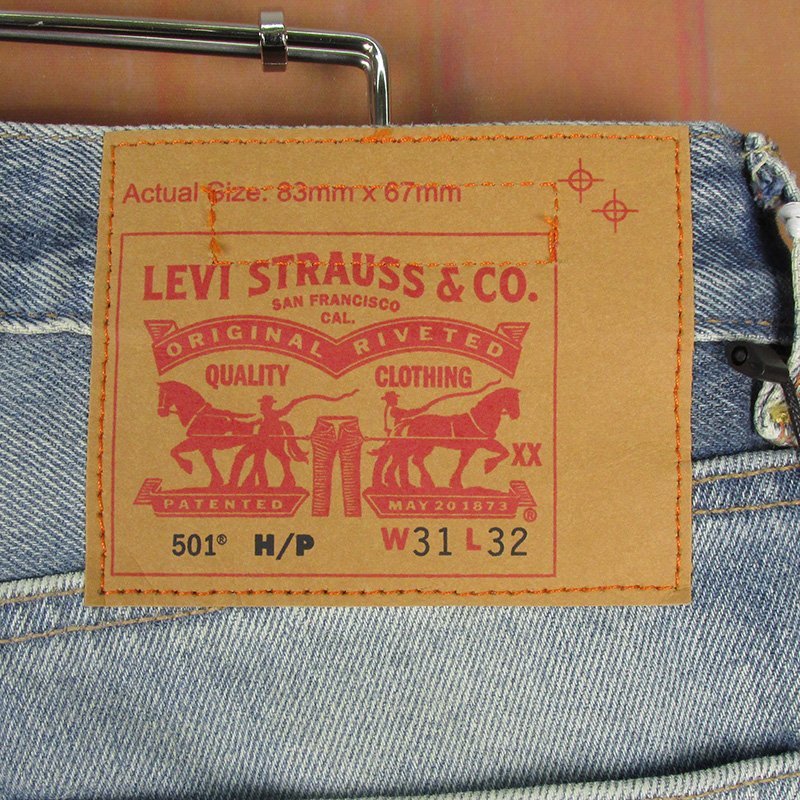 Actual Size: 83mm x 67mm
LEVI STRAUSS & CO.
SAN FRANCISCO
CAL.
ORIGINAL RIVETED
QUALITY CLOTHING
XX
PATENTED MAY 20 1873 ®
501® H/P W31 L32